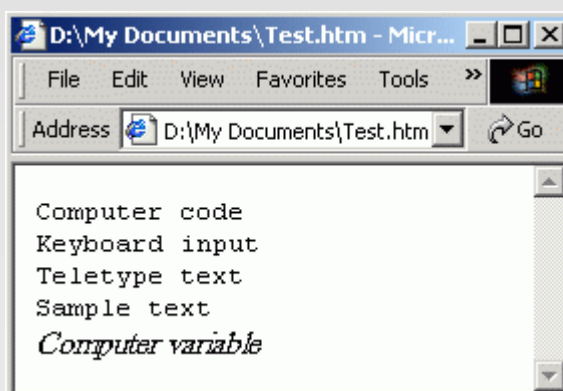 D:\My Documents\Test.htm - Micr...
File Edit View Favorites Tools »
Address D:\My Documents\Test.htm Go
Computer code
Keyboard input
Teletype text
Sample text
Computer variable